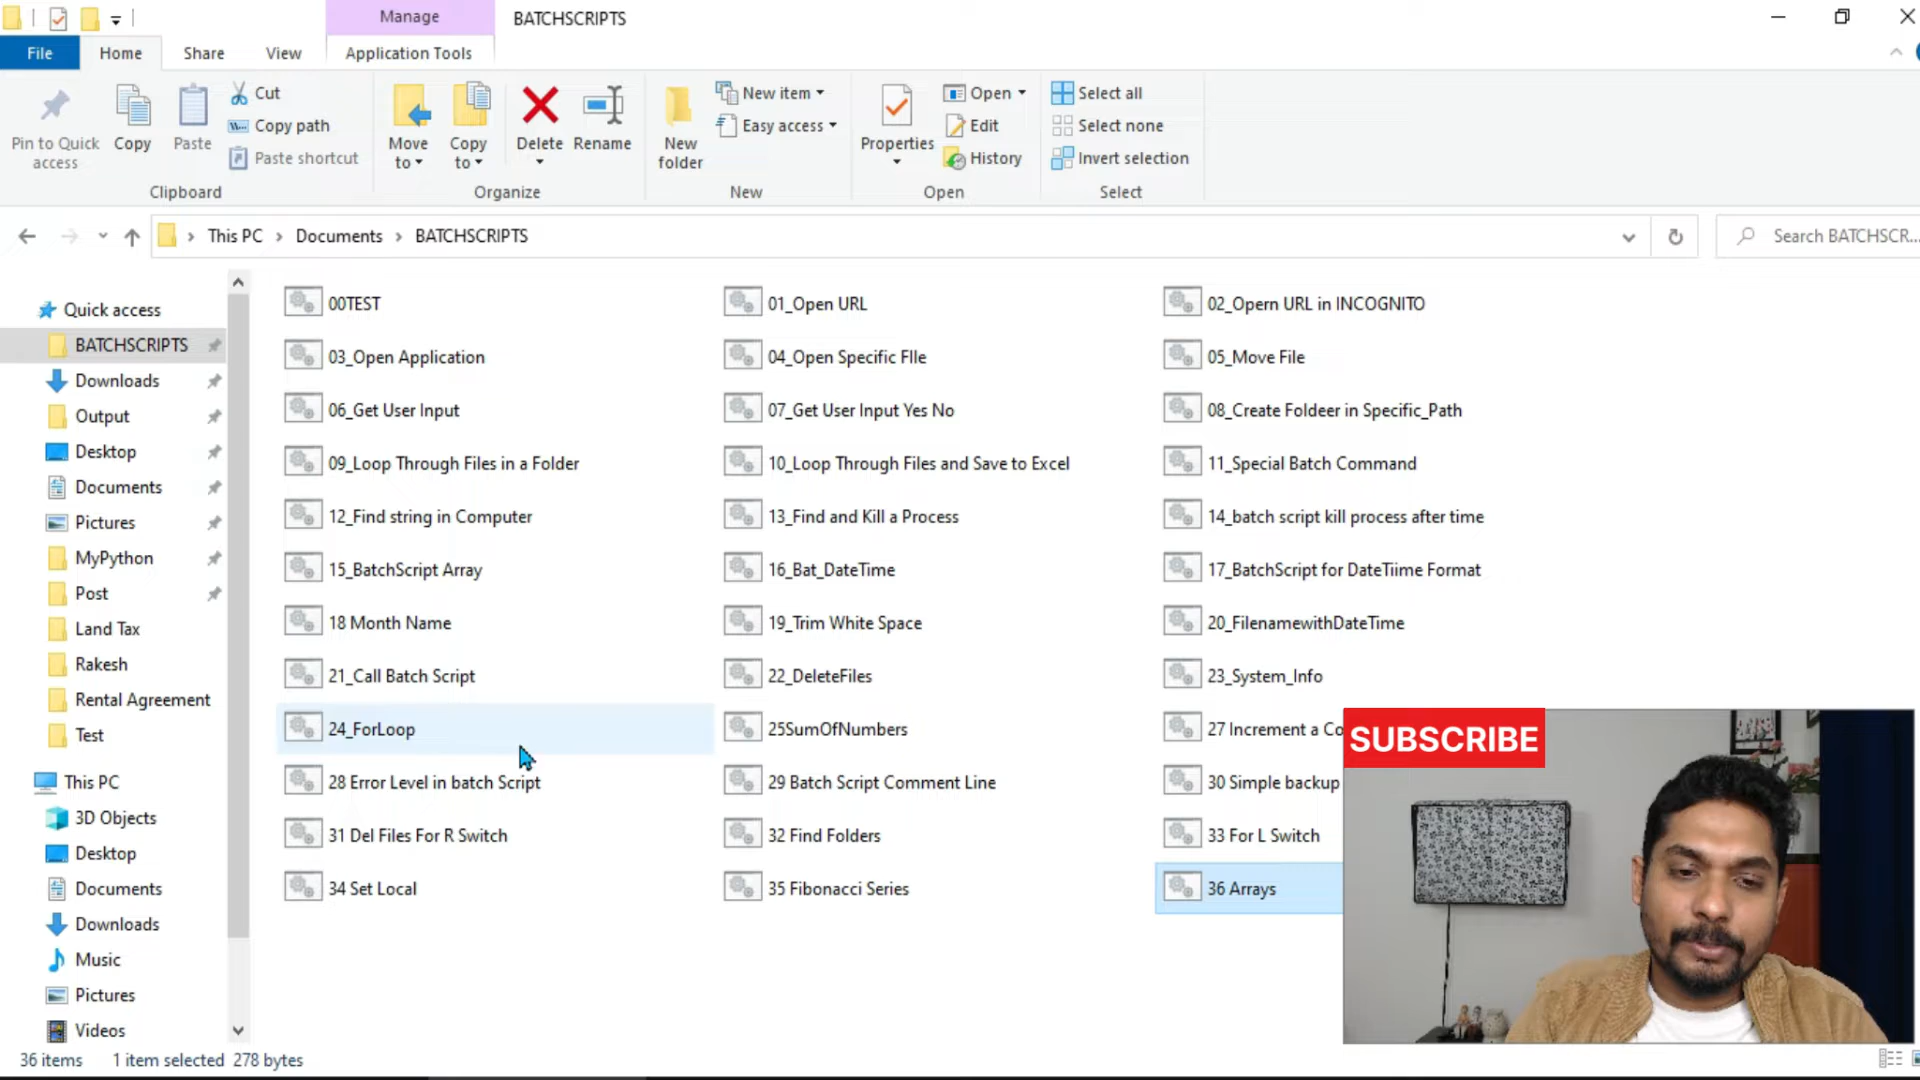 Manage
BATCHSCRIPTS
File
Home
Share
View
Application Tools
Pin to Quick access
Copy
Paste
Cut
Copy path
Paste shortcut
Clipboard
Move to
Copy to
Delete
Rename
Organize
New folder
New item
Easy access
New
Properties
Open
Edit
History
Open
Select all
Select none
Invert selection
Select
This PC > Documents > BATCHSCRIPTS
Search BATCHSCR...
Quick access
BATCHSCRIPTS
Downloads
Output
Desktop
Documents
Pictures
MyPython
Post
Land Tax
Rakesh
Rental Agreement
Test
This PC
3D Objects
Desktop
Documents
Downloads
Music
Pictures
Videos
00TEST
01_Open URL
02_Opern URL in INCOGNITO
03_Open Application
04_Open Specific FIle
05_Move File
06_Get User Input
07_Get User Input Yes No
08_Create Foldeer in Specific_Path
09_Loop Through Files in a Folder
10_Loop Through Files and Save to Excel
11_Special Batch Command
12_Find string in Computer
13_Find and Kill a Process
14_batch script kill process after time
15_BatchScript Array
16_Bat_DateTime
17_BatchScript for DateTiime Format
18 Month Name
19_Trim White Space
20_FilenamewithDateTime
21_Call Batch Script
22_DeleteFiles
23_System_Info
24_ForLoop
25SumOfNumbers
27 Increment a Co
28 Error Level in batch Script
29 Batch Script Comment Line
30 Simple backup
31 Del Files For R Switch
32 Find Folders
33 For L Switch
34 Set Local
35 Fibonacci Series
36 Arrays
SUBSCRIBE
36 items
1 item selected 278 bytes